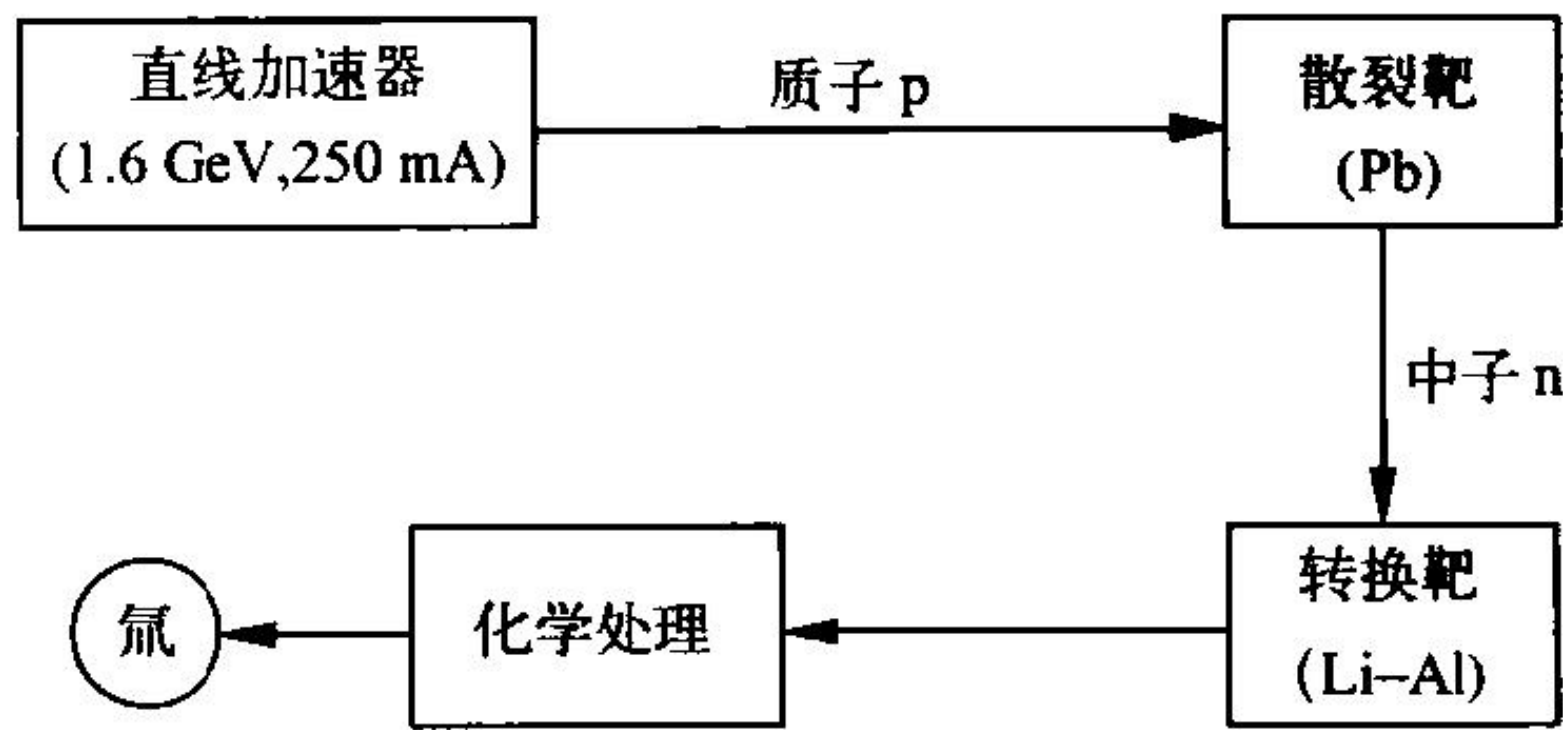 直线加速器
(1.6 GeV,250 mA)
质子 p
散裂靶
(Pb)
中子 n
转换靶
(Li-Al)
化学处理
氚